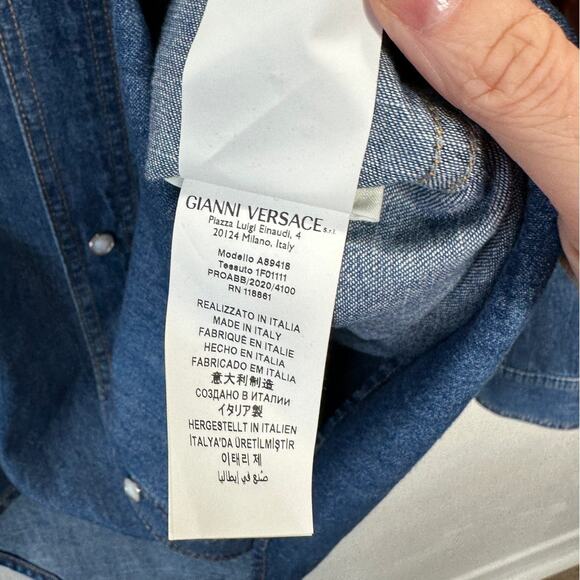 GIANNI VERSACE s.r.l.
Piazza Luigi Einaudi, 4
20124 Milano, Italy
Modello A89418
Tessuto 1F01111
PROABB/2020/4100
RN 118861
REALIZZATO IN ITALIA
MADE IN ITALY
FABRIQUÉ EN ITALIE
HECHO EN ITALIA
FABRICADO EM ITÁLIA
意大利制造
СОЗДАНО В ИТАЛИИ
イタリア製
HERGESTELLT IN ITALIEN
İTALYA'DA ÜRETİLMİŞTİR
이태리 제
صُنع في إيطاليا